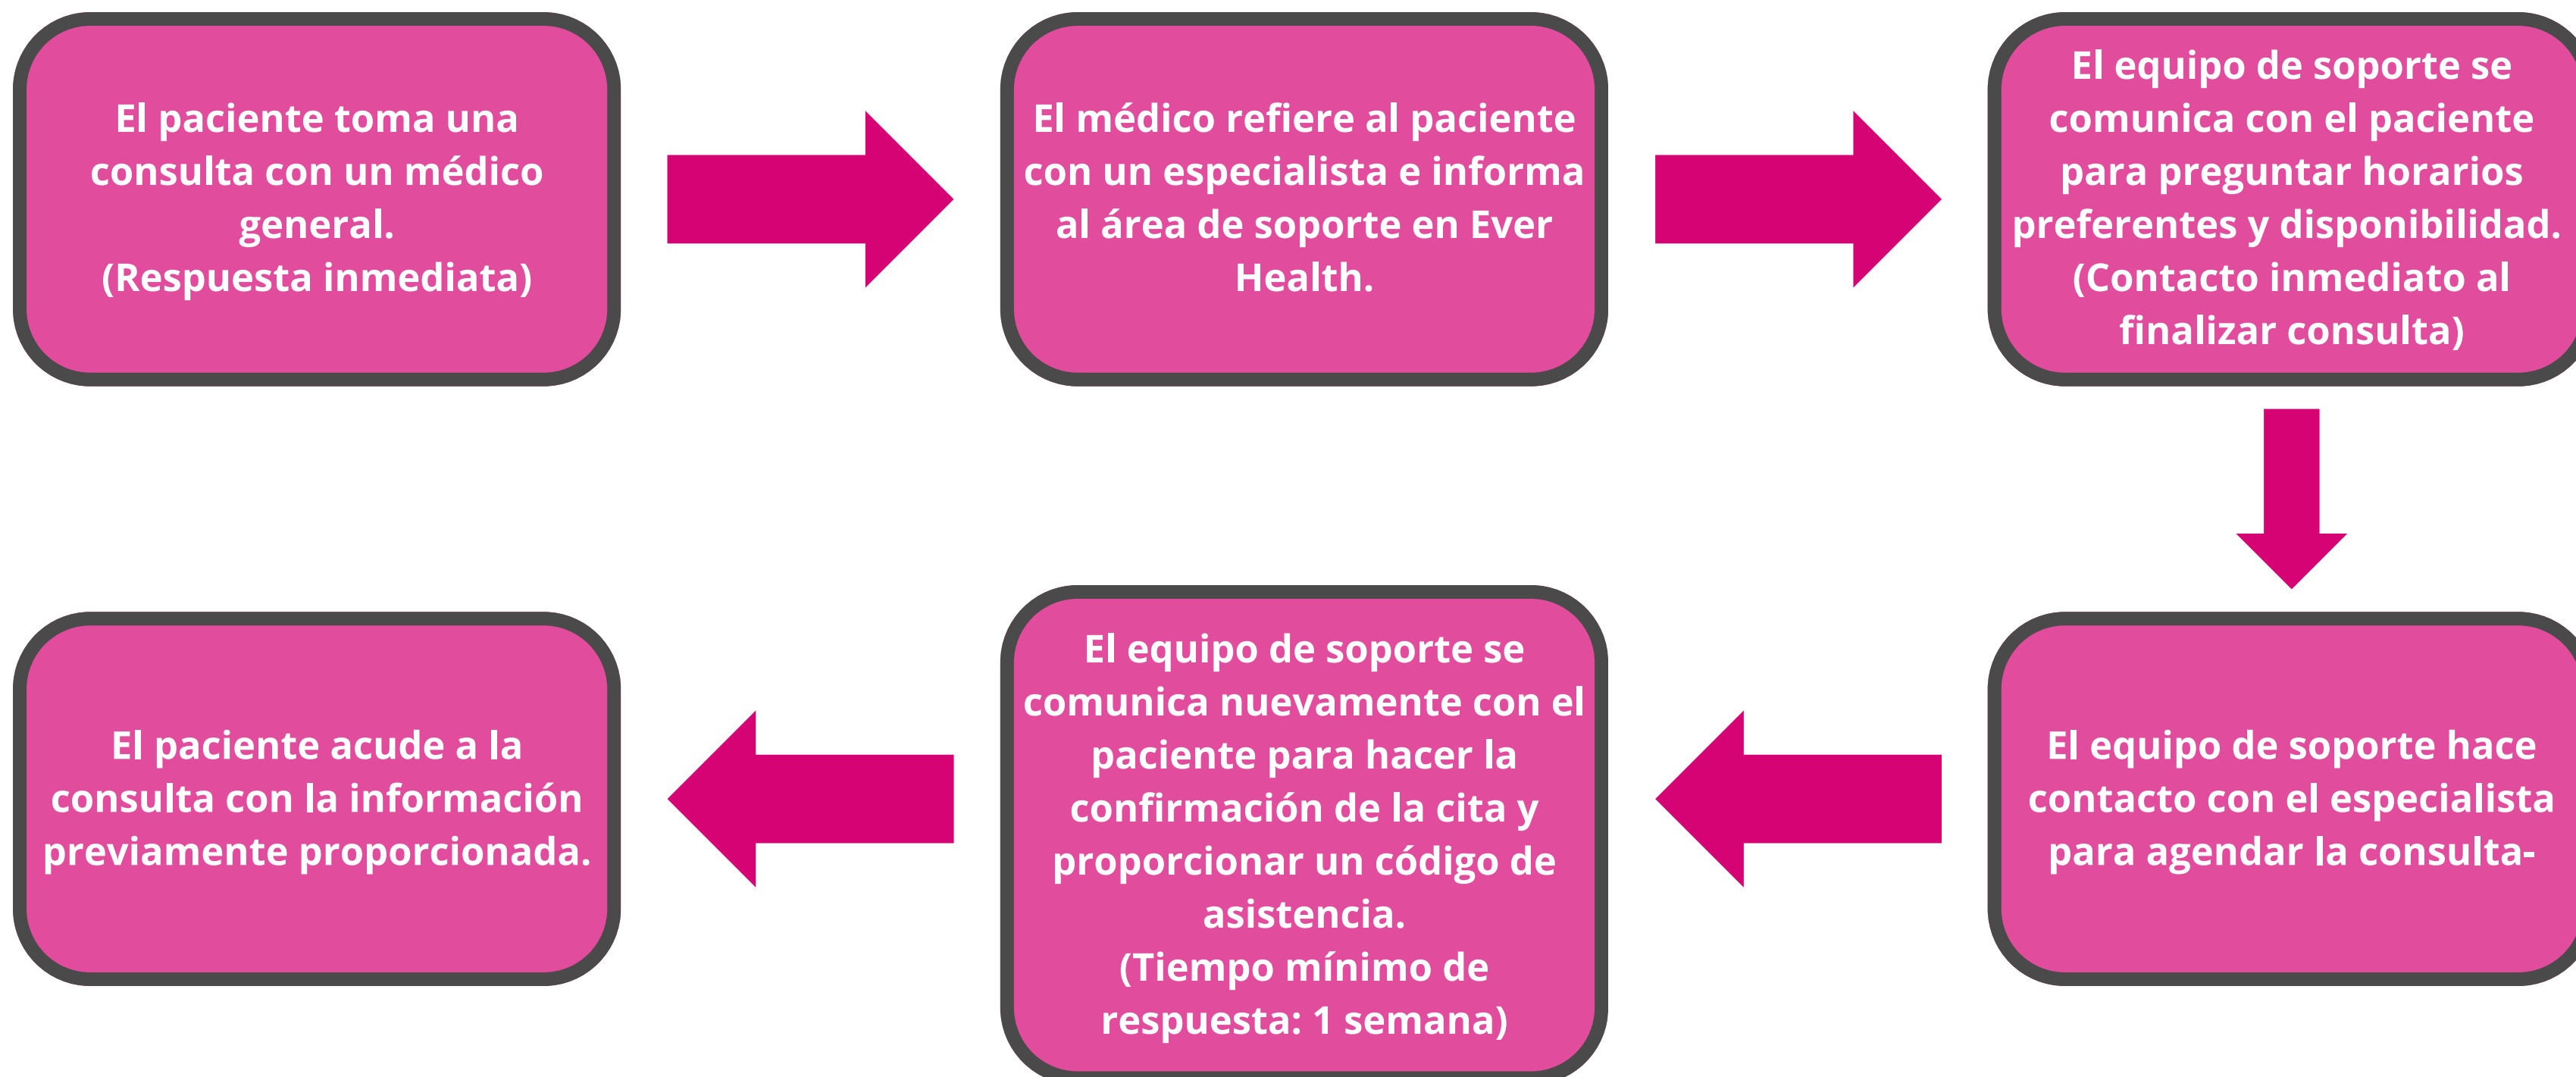 El paciente toma una
consulta con un médico
general.
(Respuesta inmediata)
El médico refiere al paciente
con un especialista e informa
al área de soporte en Ever
Health.
El equipo de soporte se
comunica con el paciente
para preguntar horarios
preferentes y disponibilidad.
(Contacto inmediato al
finalizar consulta)
El equipo de soporte hace
contacto con el especialista
para agendar la consulta-
El equipo de soporte se
comunica nuevamente con el
paciente para hacer la
confirmación de la cita y
proporcionar un código de
asistencia.
(Tiempo mínimo de
respuesta: 1 semana)
El paciente acude a la
consulta con la información
previamente proporcionada.